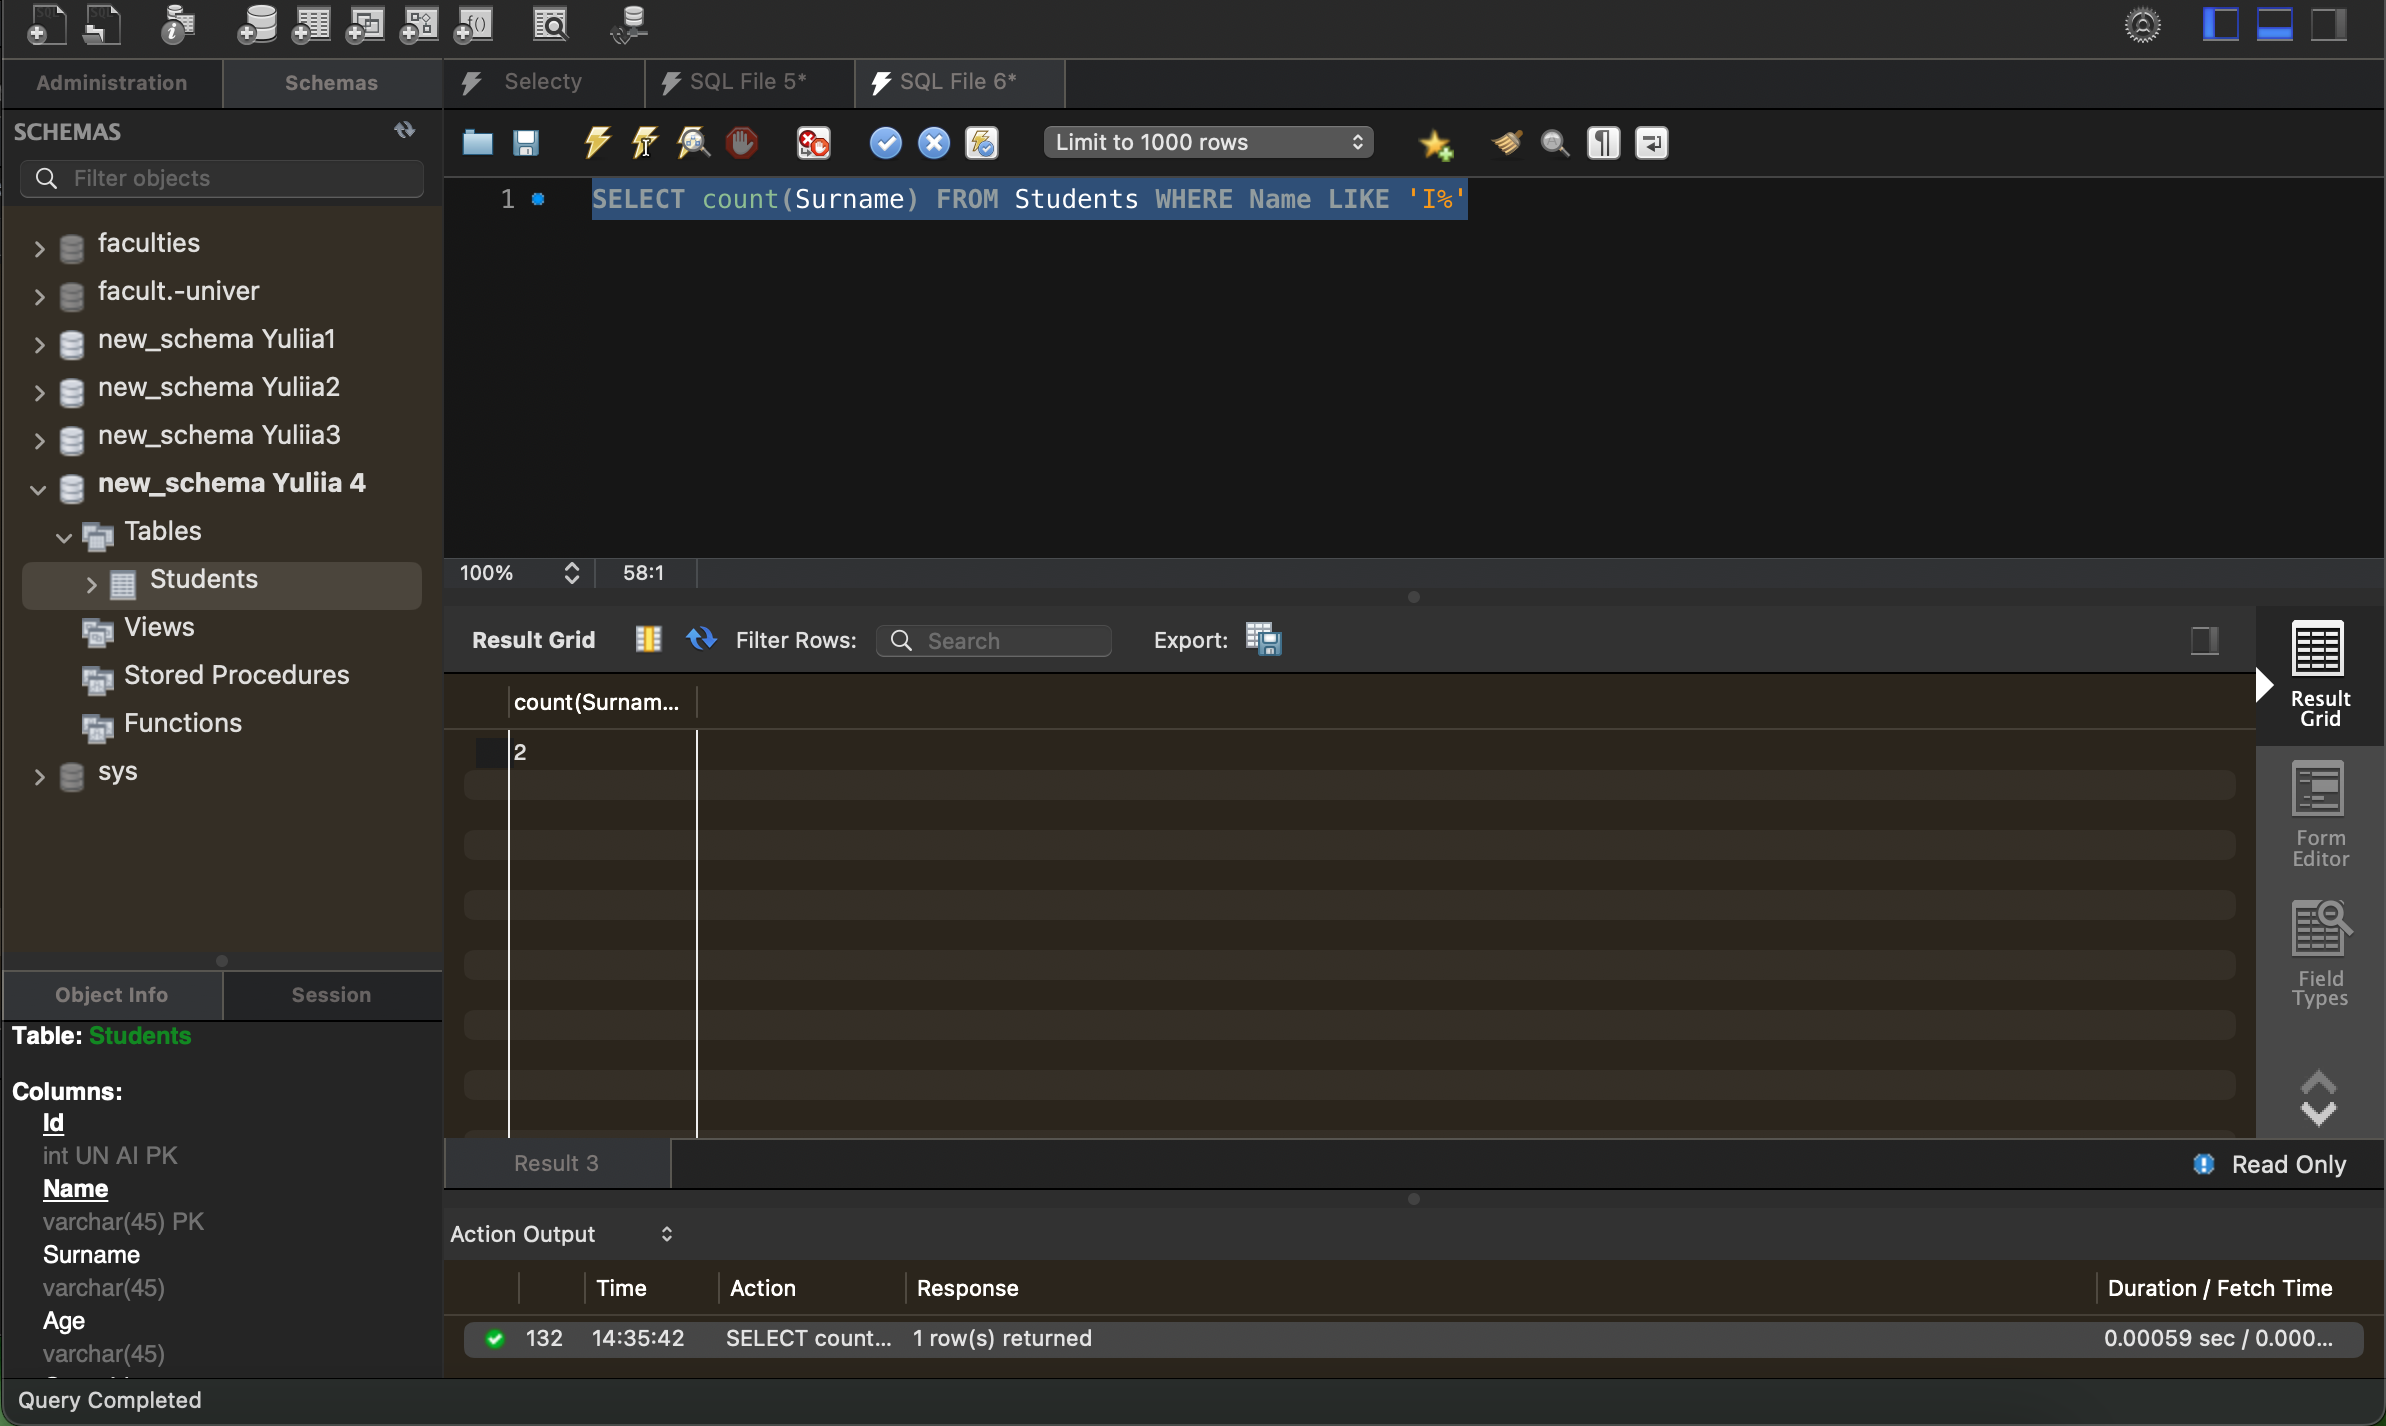 Administration
Schemas
Selecty
SQL File 5*
SQL File 6*
SCHEMAS
Limit to 1000 rows
Filter objects
1
SELECT count(Surname) FROM Students WHERE Name LIKE 'I%'
faculties
facult.-univer
new_schema Yuliia1
new_schema Yuliia2
new_schema Yuliia3
new_schema Yuliia 4
Tables
Students
Views
Stored Procedures
Functions
sys
100%
58:1
Result Grid
Filter Rows:
Search
Export:
count(Surnam...
2
Result
Grid
Form
Editor
Field
Types
Object Info
Session
Table: Students
Columns:
Id
int UN AI PK
Name
varchar(45) PK
Surname
varchar(45)
Age
varchar(45)
Result 3
Read Only
Action Output
Time
Action
Response
Duration / Fetch Time
132
14:35:42
SELECT count...
1 row(s) returned
0.00059 sec / 0.000...
Query Completed